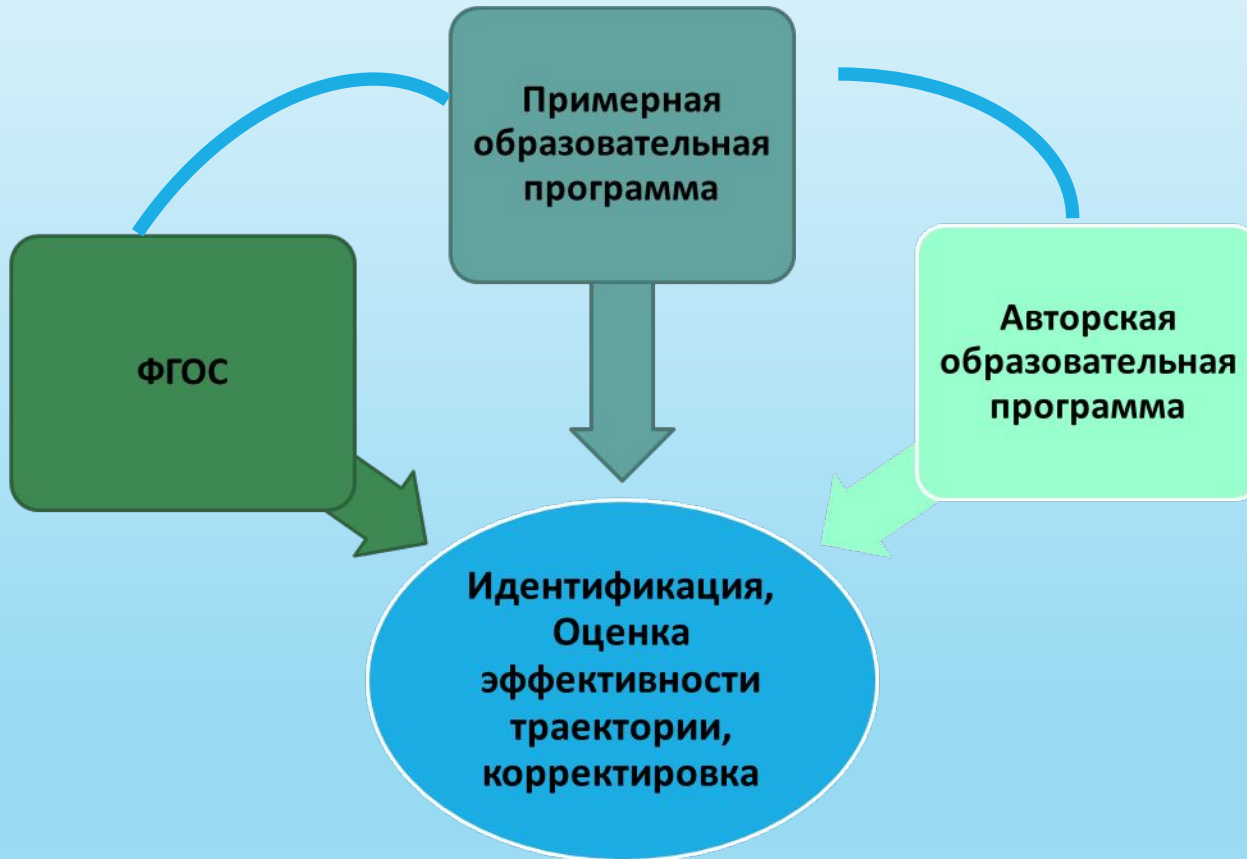 Примерная
образовательная
программа
ФГОС
Авторская
образовательная
программа
Идентификация,
Оценка
эффективности
траектории,
корректировка